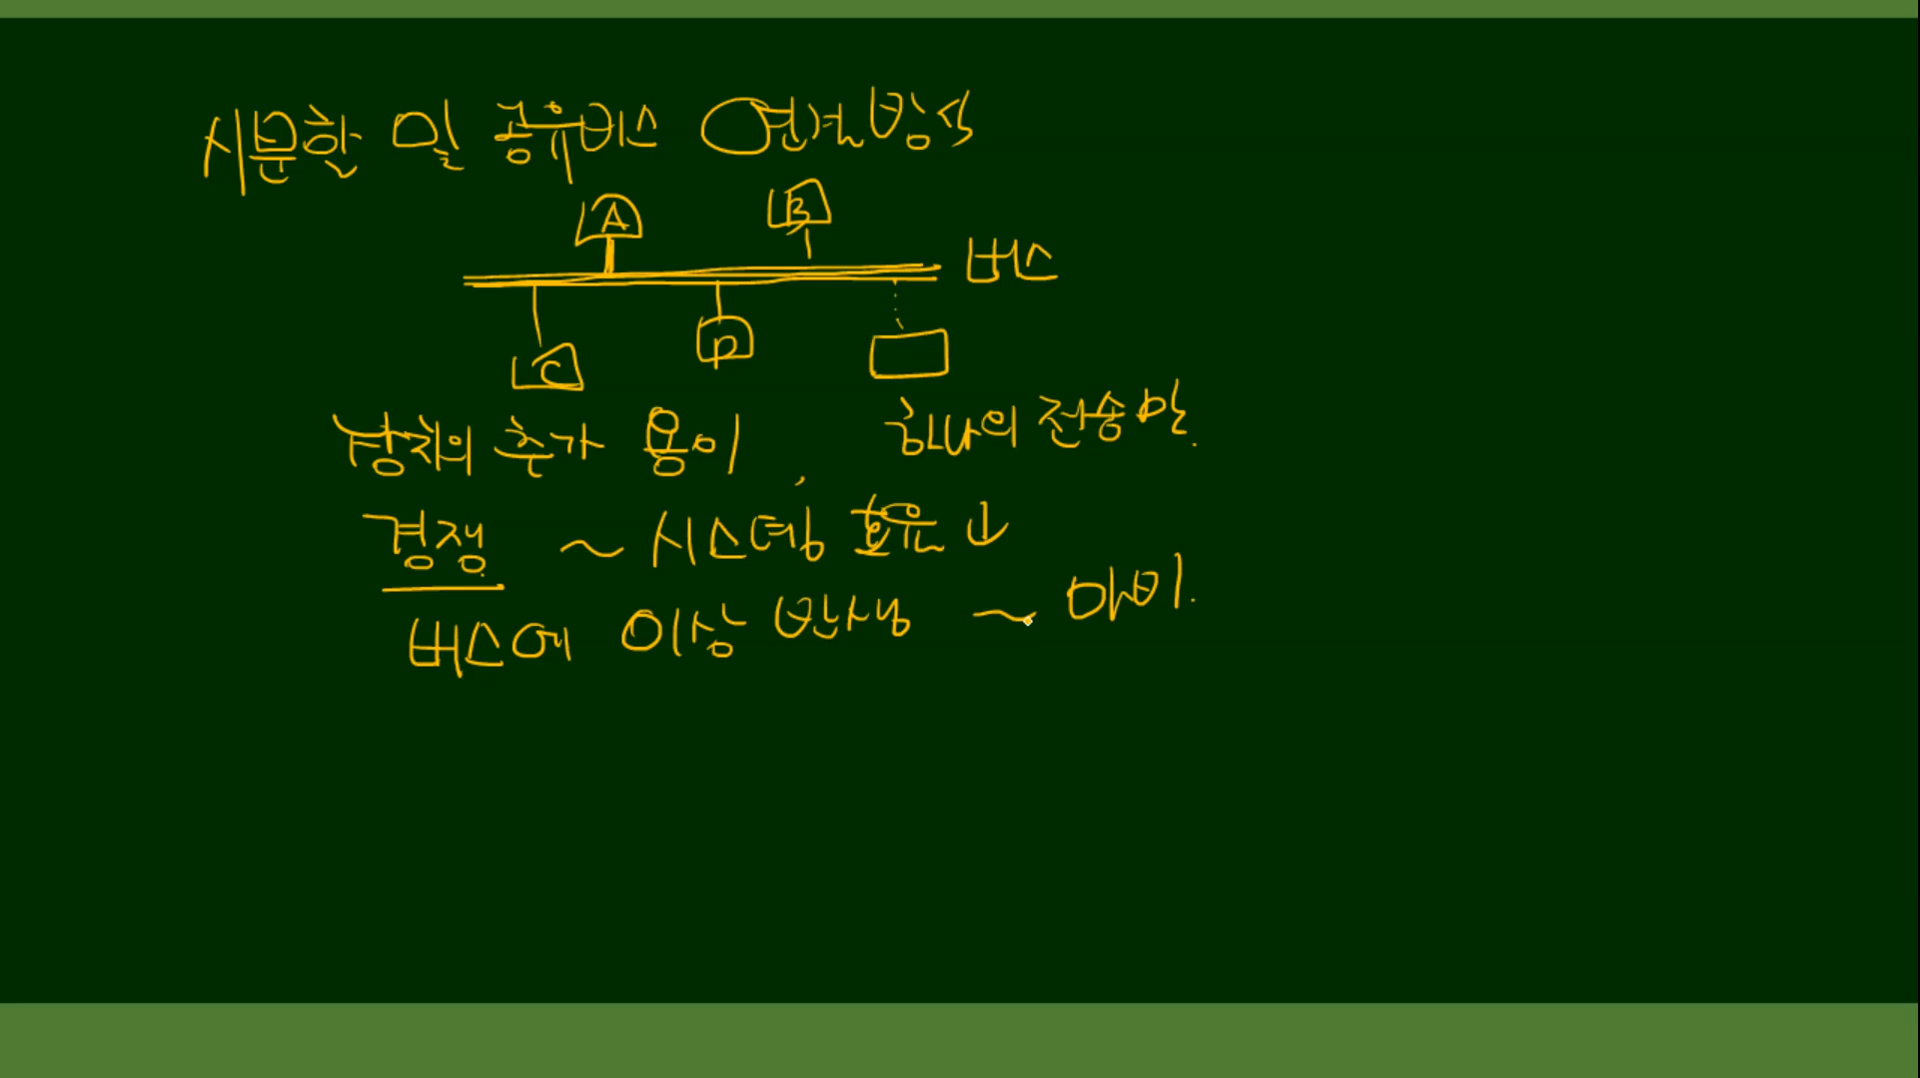 시분할 및 공유버스 연결방식
A B
버스
C D
장치의 추가 용이 하나의 전송만.
경쟁 ~ 시스템 효율 ↓
버스에 이상 발생 ~ 마비.